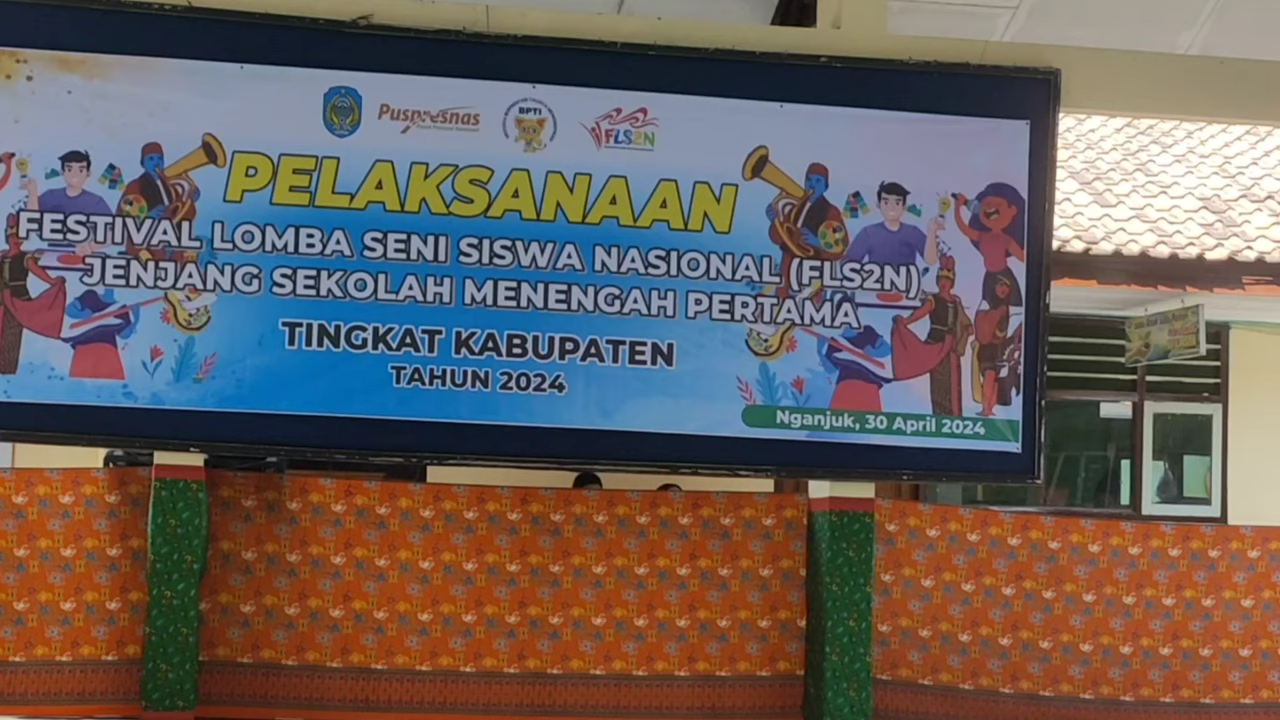 Puspresnas
BPTI
FLS2N
PELAKSANAAN
FESTIVAL LOMBA SENI SISWA NASIONAL (FLS2N)
JENJANG SEKOLAH MENENGAH PERTAMA
TINGKAT KABUPATEN
TAHUN 2024
Nganjuk, 30 April 2024